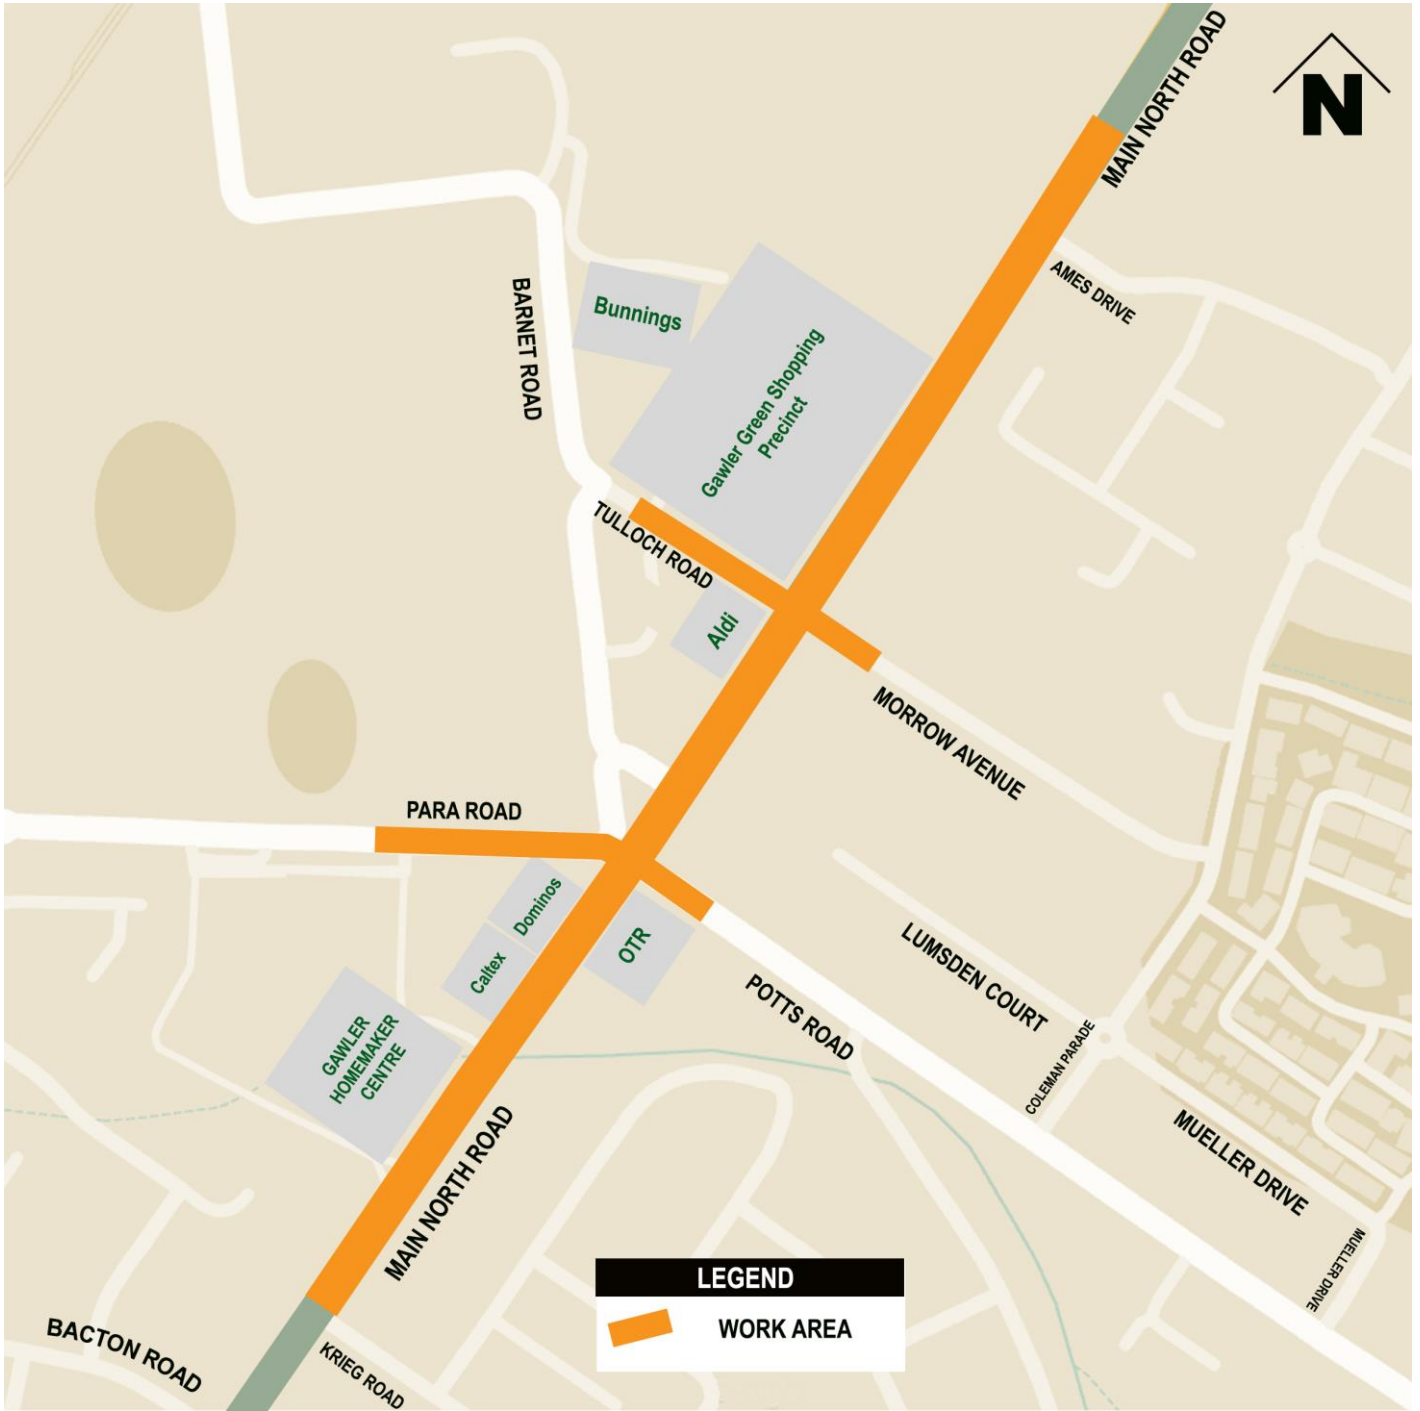 N
MAIN NORTH ROAD
AMES DRIVE
BARNET ROAD
Bunnings
Gawler Green Shopping
Precinct
TULLOCH ROAD
Aldi
MORROW AVENUE
PARA ROAD
Dominos
Caltex
OTR
LUMSDEN COURT
POTTS ROAD
COLEMAN PARADE
GAWLER
HOMEMAKER
CENTRE
MUELLER DRIVE
MUELLER DRIVE
MAIN NORTH ROAD
BACTON ROAD
KRIEG ROAD
LEGEND
WORK AREA